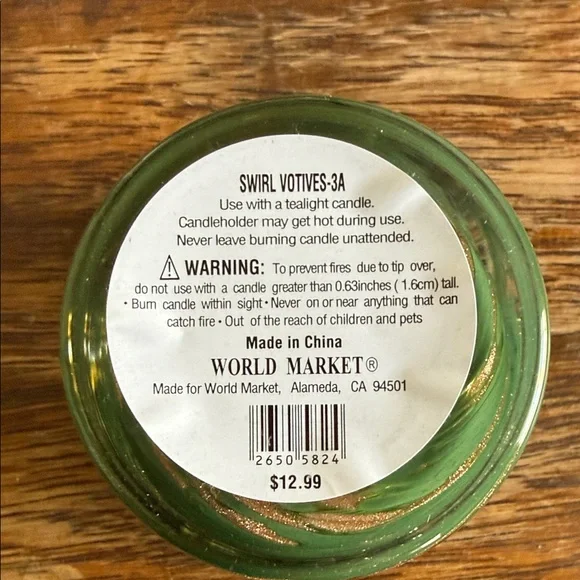 SWIRL VOTIVES-3A
Use with a tealight candle.
Candleholder may get hot during use.
Never leave burning candle unattended.
⚠ WARNING: To prevent fires due to tip over,
do not use with a candle greater than 0.63inches ( 1.6cm) tall.
• Burn candle within sight • Never on or near anything that can
catch fire • Out of the reach of children and pets
Made in China
WORLD MARKET®
Made for World Market, Alameda, CA 94501
2650 5824
$12.99